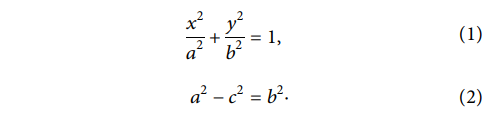 x²/a² + y²/b² = 1, (1)
a² − c² = b². (2)